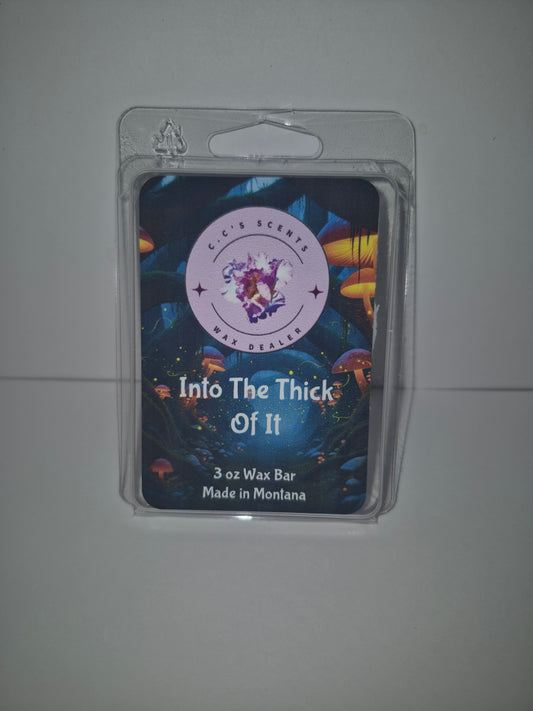 C.C'S SCENTS
WAX DEALER
Into The Thick
Of It
3 oz Wax Bar
Made in Montana